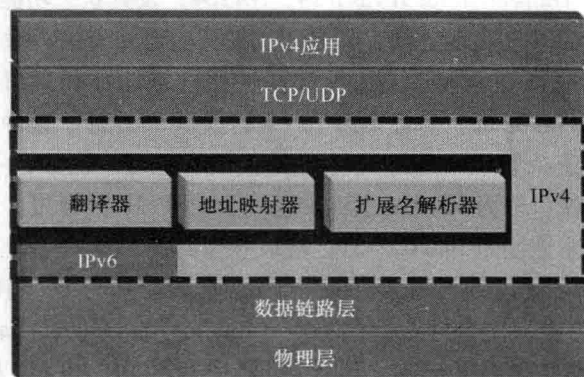 IPv4应用
TCP/UDP
翻译器
地址映射器
扩展名解析器
IPv4
IPv6
数据链路层
物理层